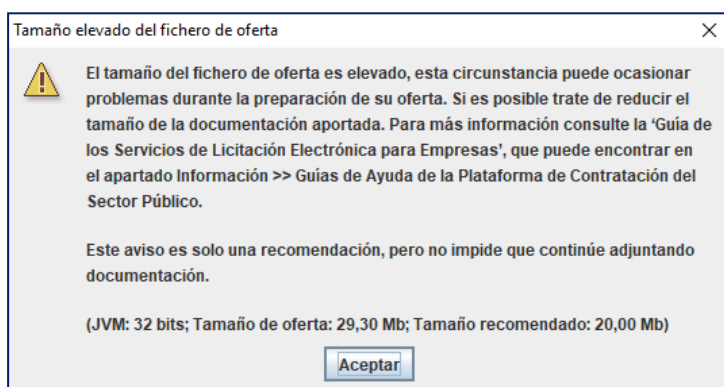 Tamaño elevado del fichero de oferta
El tamaño del fichero de oferta es elevado, esta circunstancia puede ocasionar
problemas durante la preparación de su oferta. Si es posible trate de reducir el
tamaño de la documentación aportada. Para más información consulte la ‘Guía de
los Servicios de Licitación Electrónica para Empresas’, que puede encontrar en
el apartado Información >> Guías de Ayuda de la Plataforma de Contratación del
Sector Público.
Este aviso es solo una recomendación, pero no impide que continúe adjuntando
documentación.
(JVM: 32 bits; Tamaño de oferta: 29,30 Mb; Tamaño recomendado: 20,00 Mb)
Aceptar